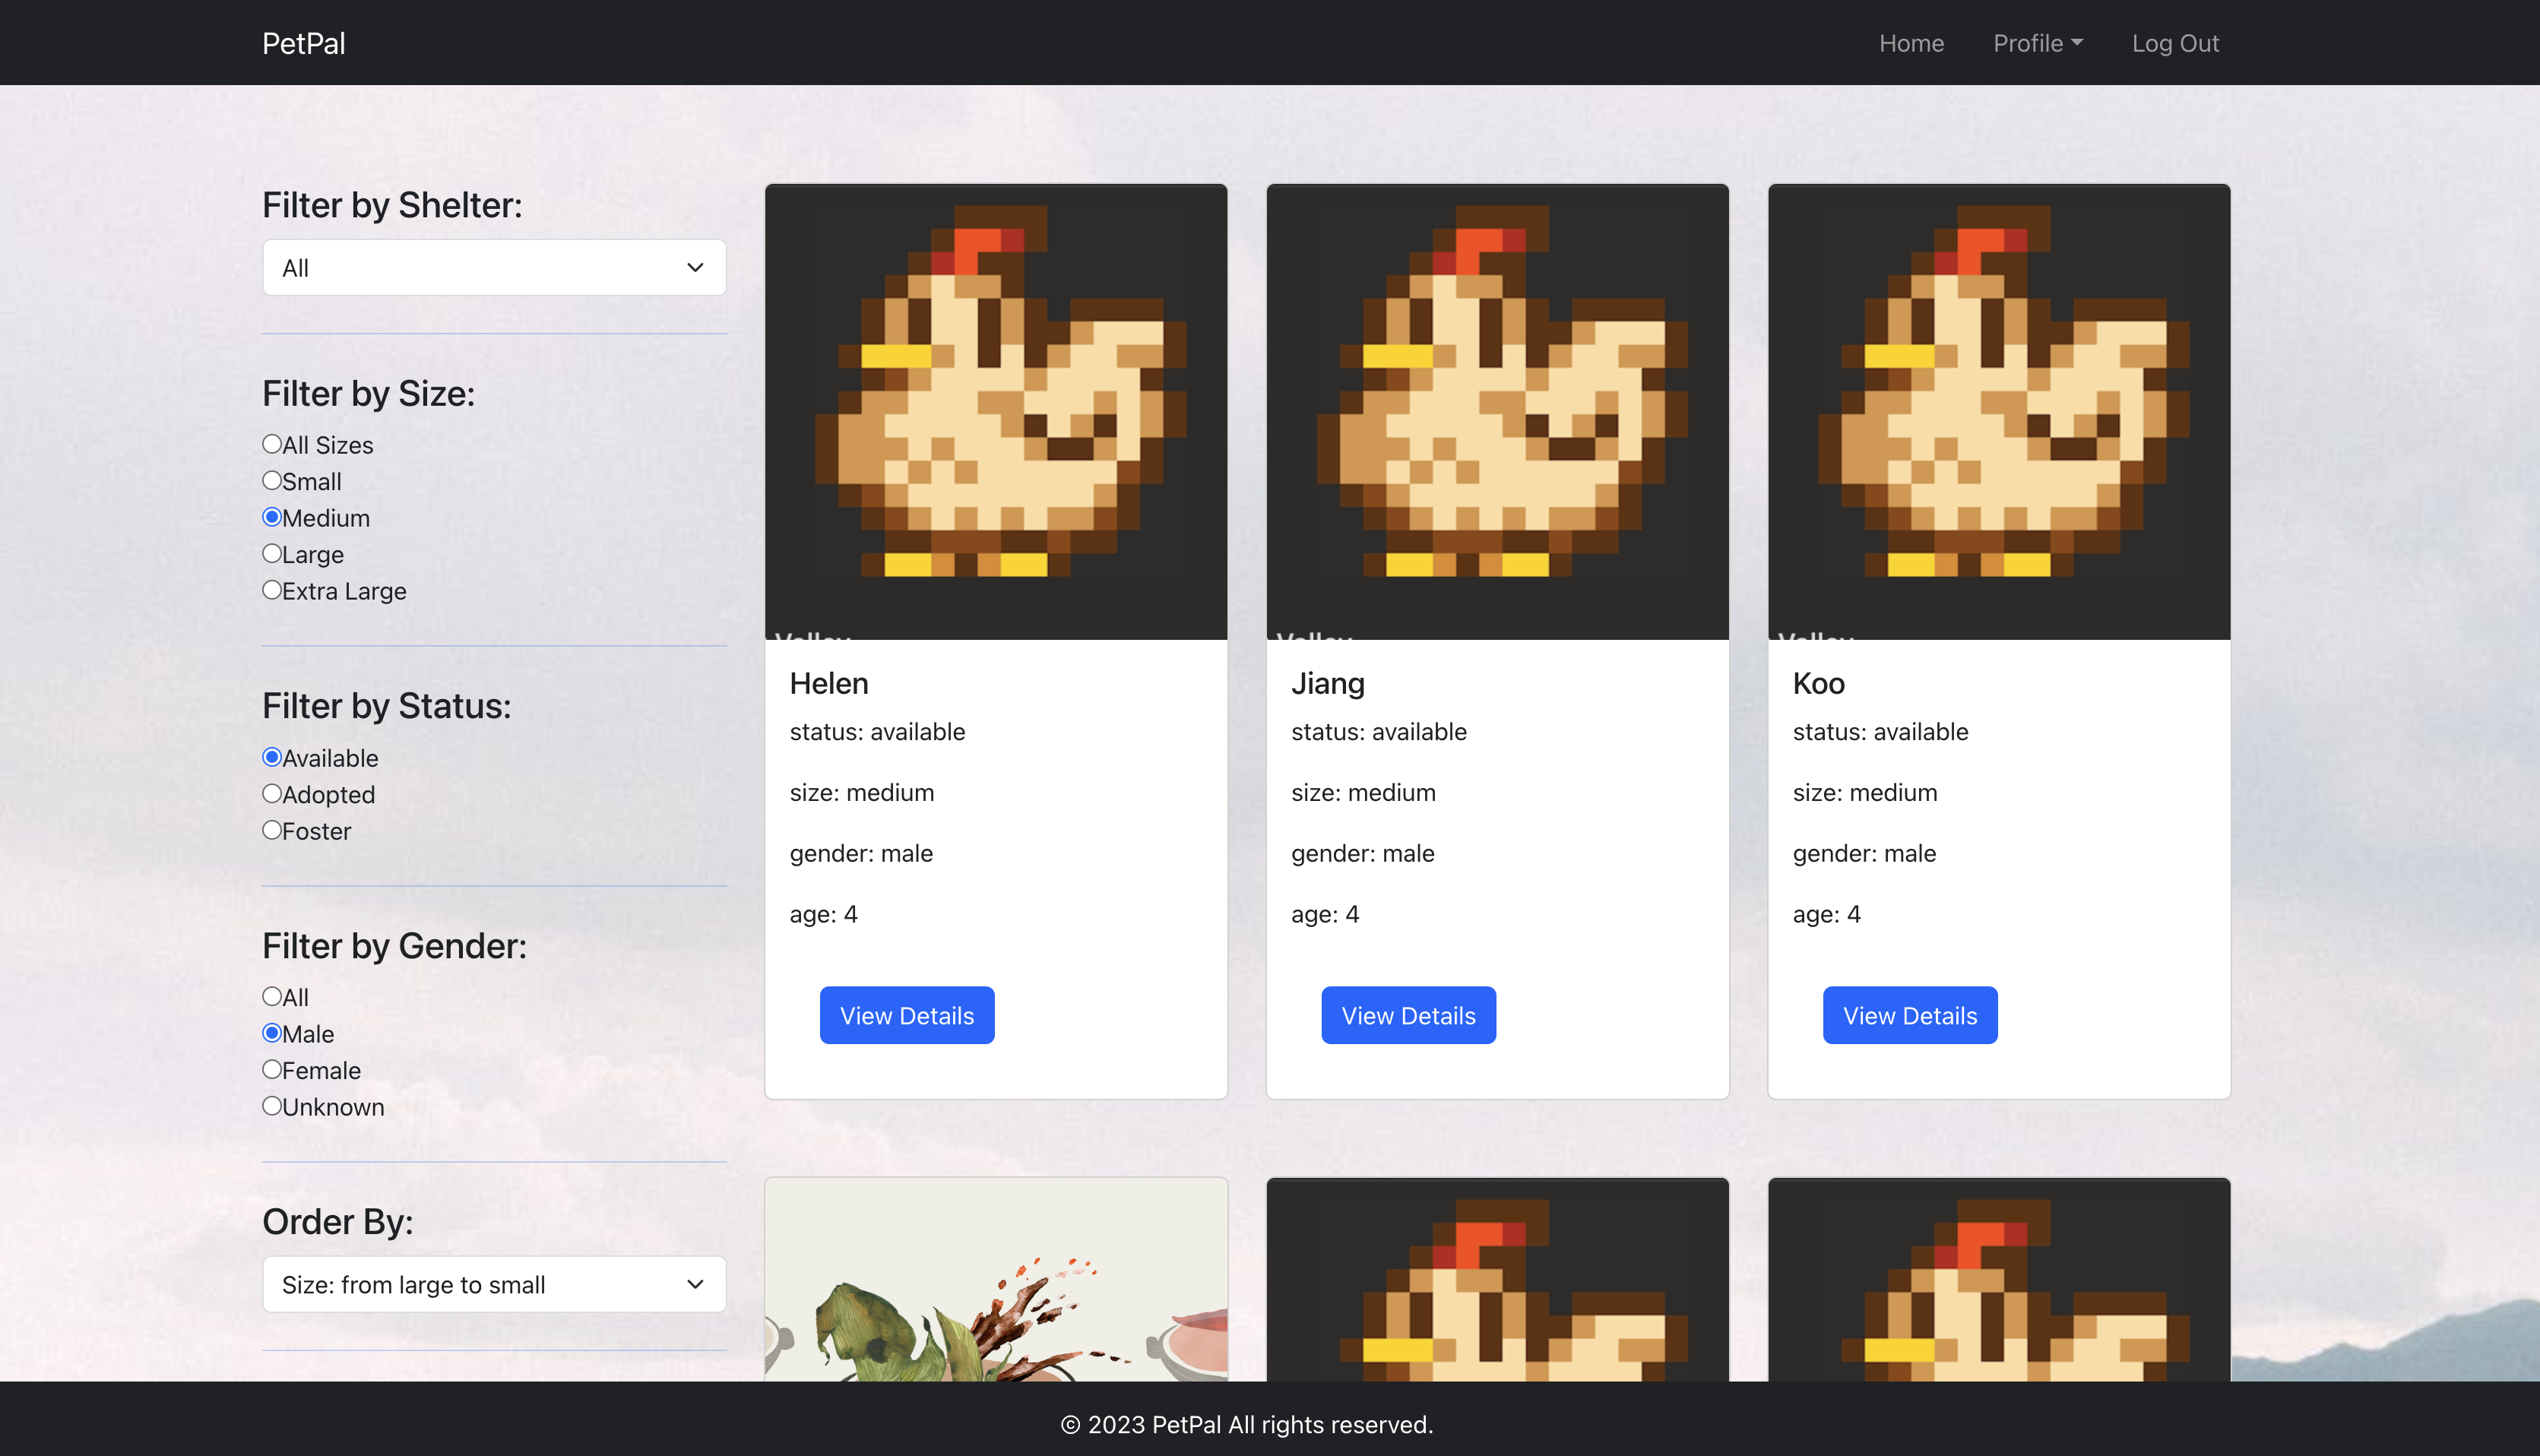 PetPal
Home
Profile
Log Out
Filter by Shelter:
All
Filter by Size:
All Sizes
Small
Medium
Large
Extra Large
Filter by Status:
Available
Adopted
Foster
Filter by Gender:
All
Male
Female
Unknown
Order By:
Size: from large to small
Valley
Helen
status: available
size: medium
gender: male
age: 4
View Details
Valley
Jiang
status: available
size: medium
gender: male
age: 4
View Details
Valley
Koo
status: available
size: medium
gender: male
age: 4
View Details
© 2023 PetPal All rights reserved.